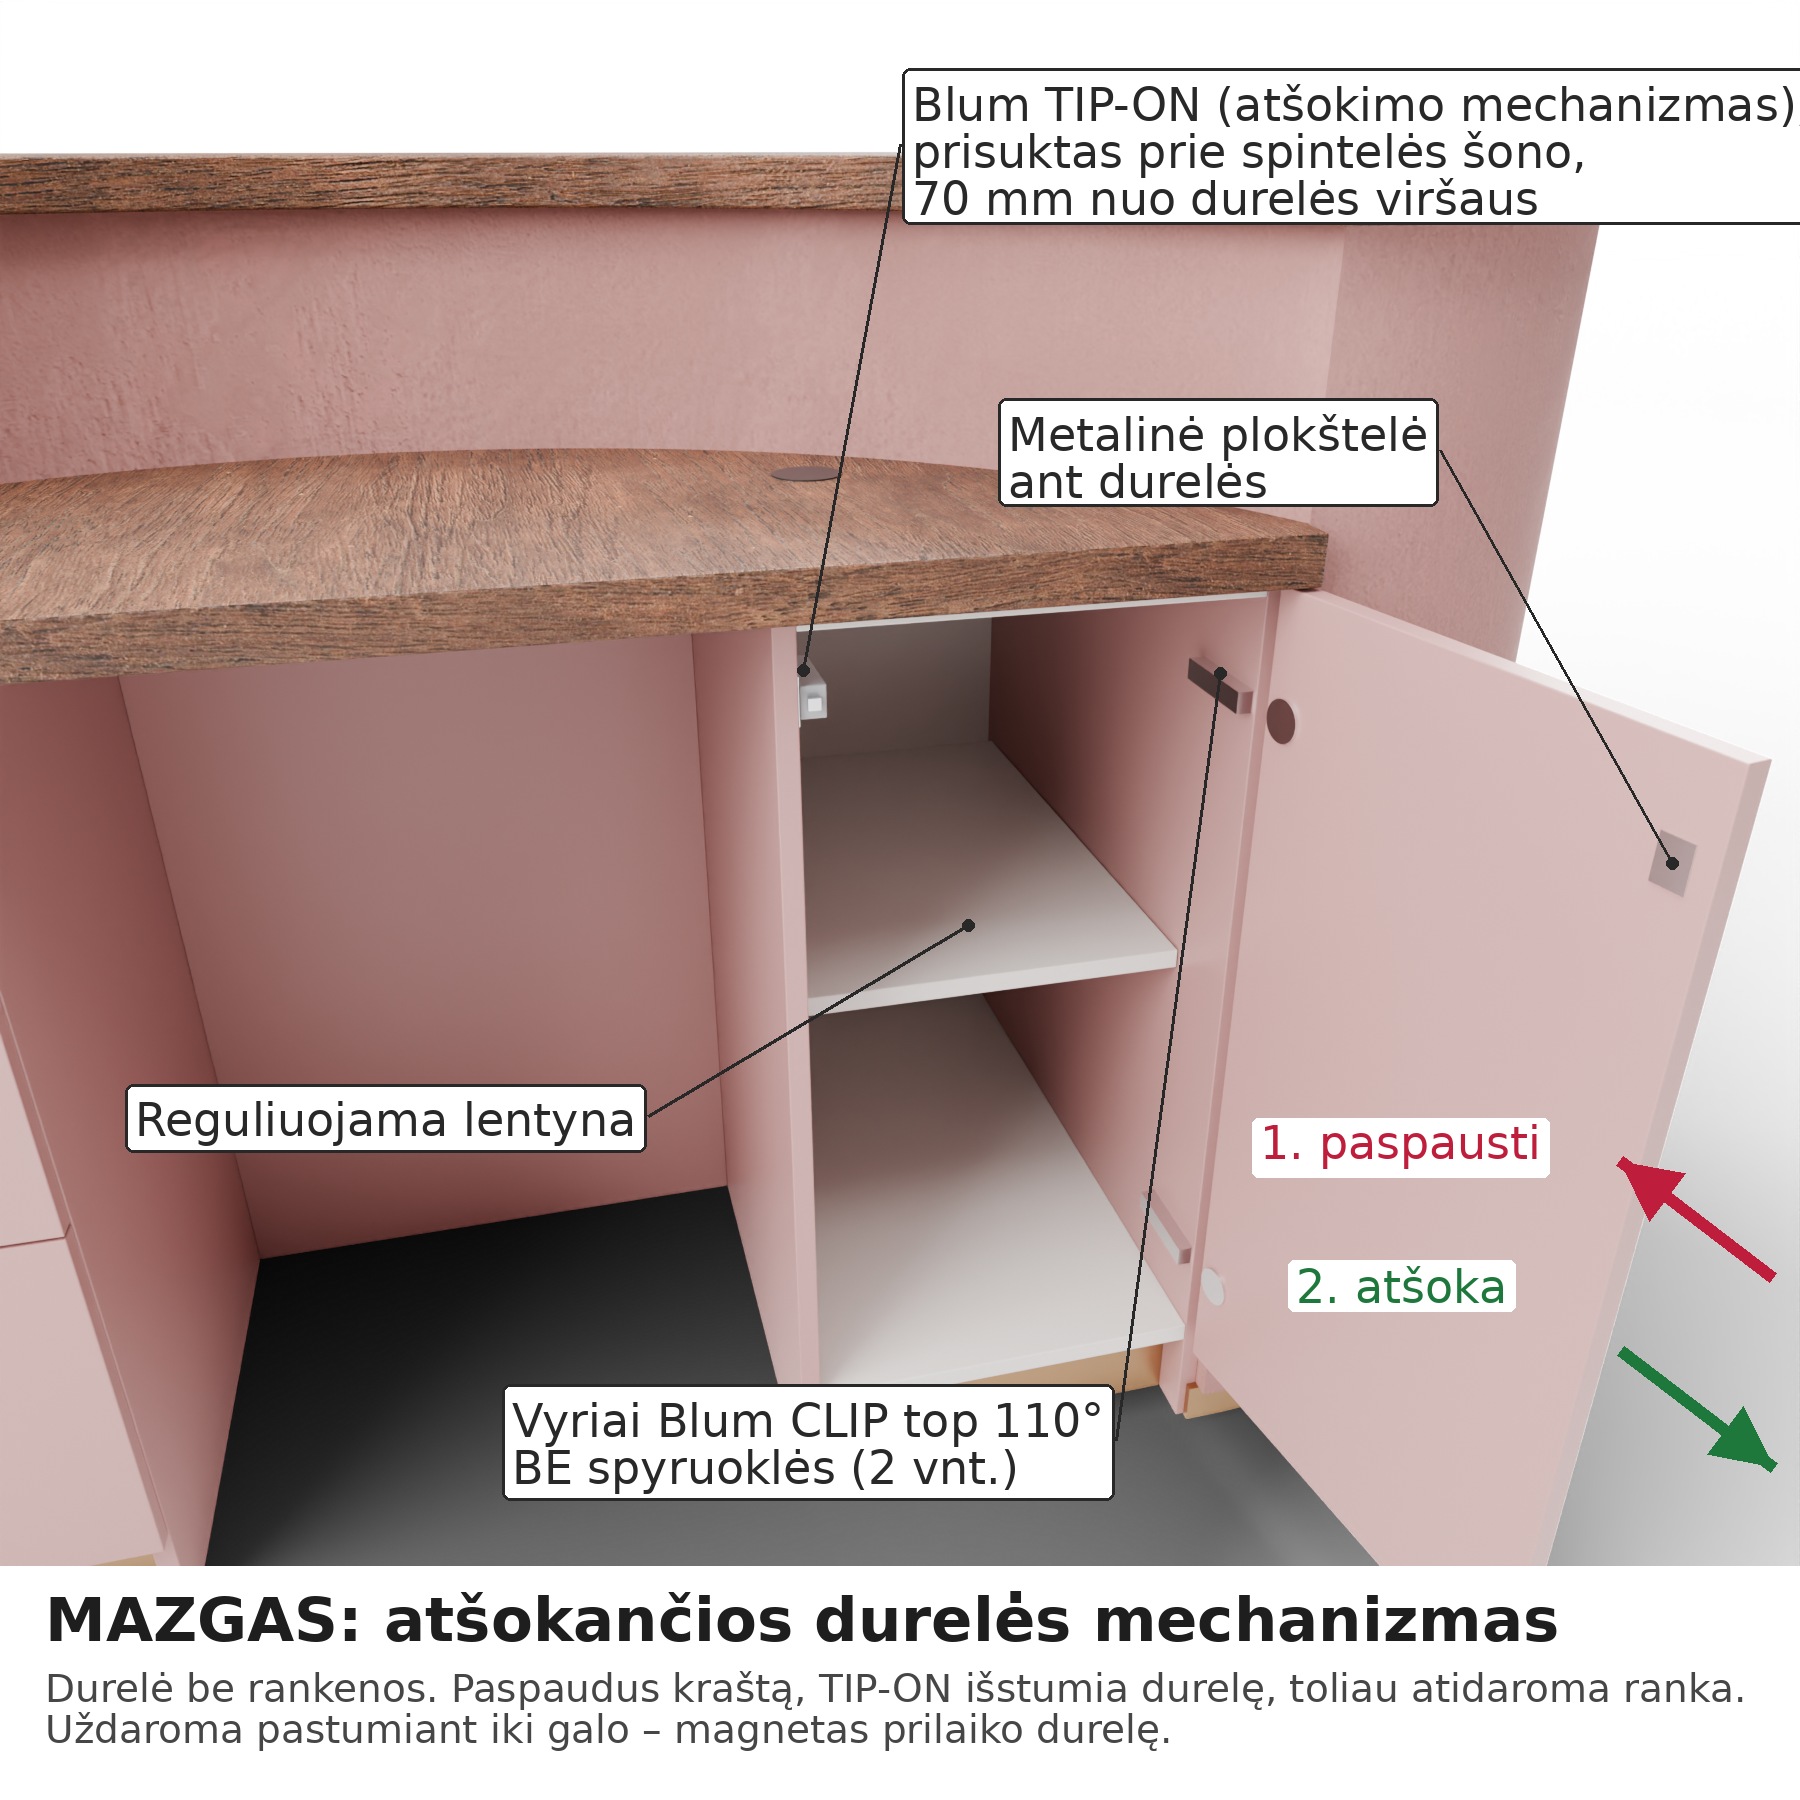 Blum TIP-ON (atšokimo mechanizmas),
prisuktas prie spintelės šono,
70 mm nuo durelės viršaus
Metalinė plokštelė
ant durelės
Reguliuojama lentyna
1. paspausti
2. atšoka
Vyriai Blum CLIP top 110°
BE spyruoklės (2 vnt.)
MAZGAS: atšokančios durelės mechanizmas
Durelė be rankenos. Paspaudus kraštą, TIP-ON išstumia durelę, toliau atidaroma ranka.
Uždaroma pastumiant iki galo – magnetas prilaiko durelę.